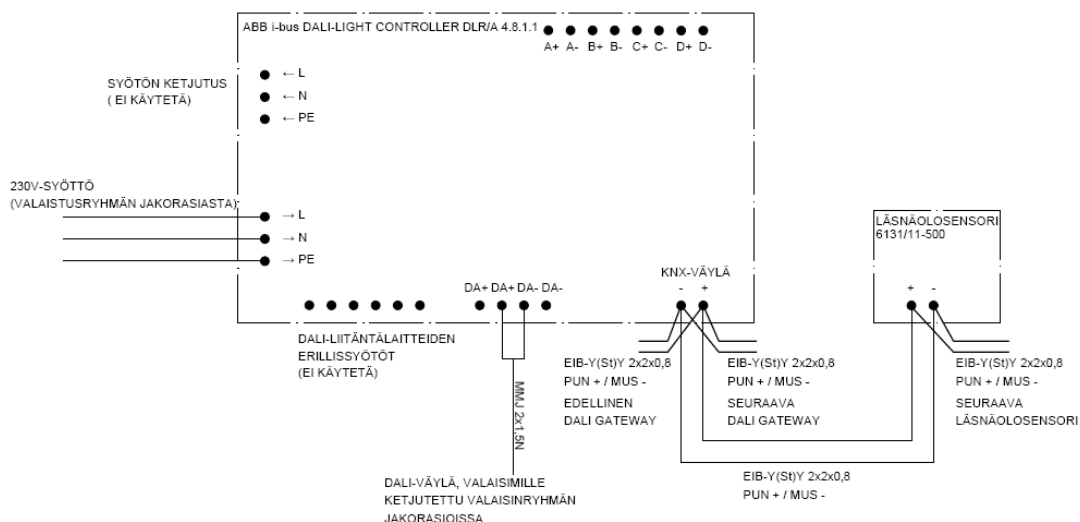 ABB i-bus DALI-LIGHT CONTROLLER DLR/A 4.8.1.1
A+ A- B+ B- C+ C- D+ D-
SYÖTÖN KETJUTUS
( EI KÄYTETÄ)
← L
← N
← PE
230V-SYÖTTÖ
(VALAISTUSRYHMÄN JAKORASIASTA)
→ L
→ N
→ PE
DA+ DA+ DA- DA-
DALI-LIITÄNTÄLAITTEIDEN
ERILLISSYÖTÖT
(EI KÄYTETÄ)
MMJ 2x1,5N
DALI-VÄYLÄ, VALAISIMILLE
KETJUTETTU VALAISINRYHMÄN
JAKORASIOISSA
KNX-VÄYLÄ
- +
EIB-Y(St)Y 2x2x0,8
PUN + / MUS -
EDELLINEN
DALI GATEWAY
EIB-Y(St)Y 2x2x0,8
PUN + / MUS -
SEURAAVA
DALI GATEWAY
LÄSNÄOLOSENSORI
6131/11-500
+ -
EIB-Y(St)Y 2x2x0,8
PUN + / MUS -
SEURAAVA
LÄSNÄOLOSENSORI
EIB-Y(St)Y 2x2x0,8
PUN + / MUS -